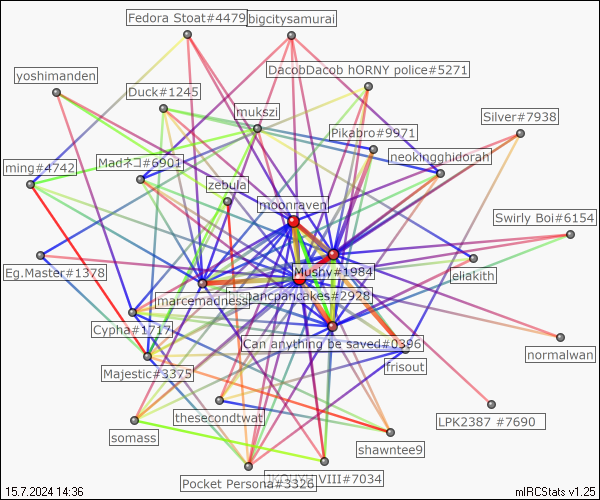 Fedora Stoat#4479
bigcitysamurai
DacobDacob hORNY police#5271
yoshimanden
Duck#1245
mukszi
Silver#7938
Pikabro#9971
neokingghidorah
ming#4742
Madネコ#6901
zebula
moonraven
Swirly Boi#6154
Eg.Master#1378
Mushy#1984
eliakith
marcemadness
pancpancakes#2928
Cypha#1717
Can anything be saved#0396
normalwan
Majestic#3375
frisout
thesecondtwat
LPK2387 #7690
somass
shawntee9
VIII#7034
Pocket Persona#3326
15.7.2024 14:36
mIRCStats v1.25